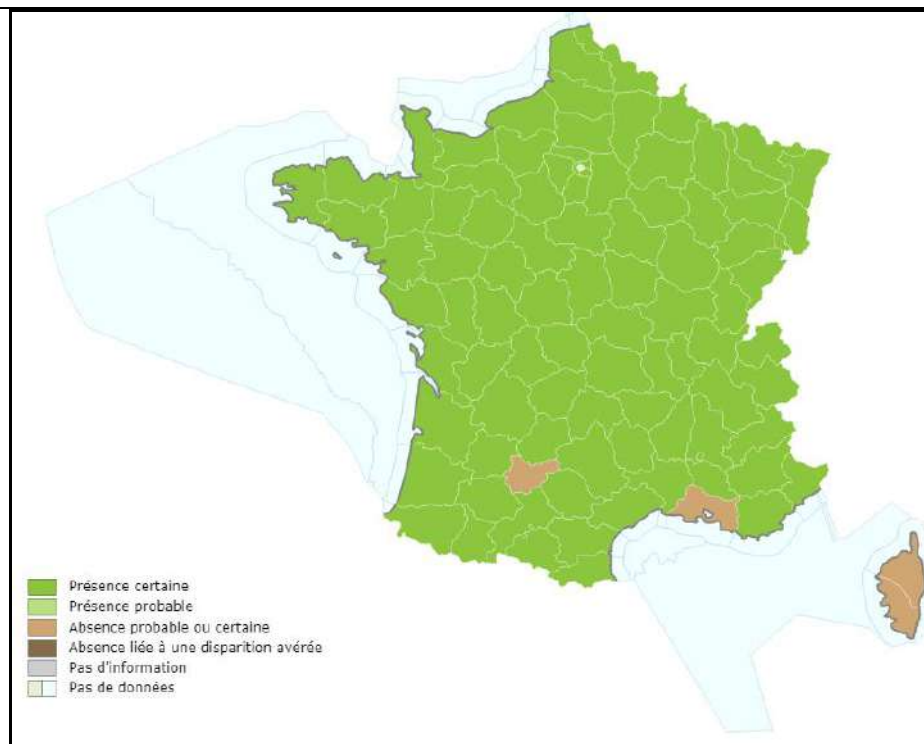 Présence certaine
Présence probable
Absence probable ou certaine
Absence liée à une disparition avérée
Pas d'information
Pas de données